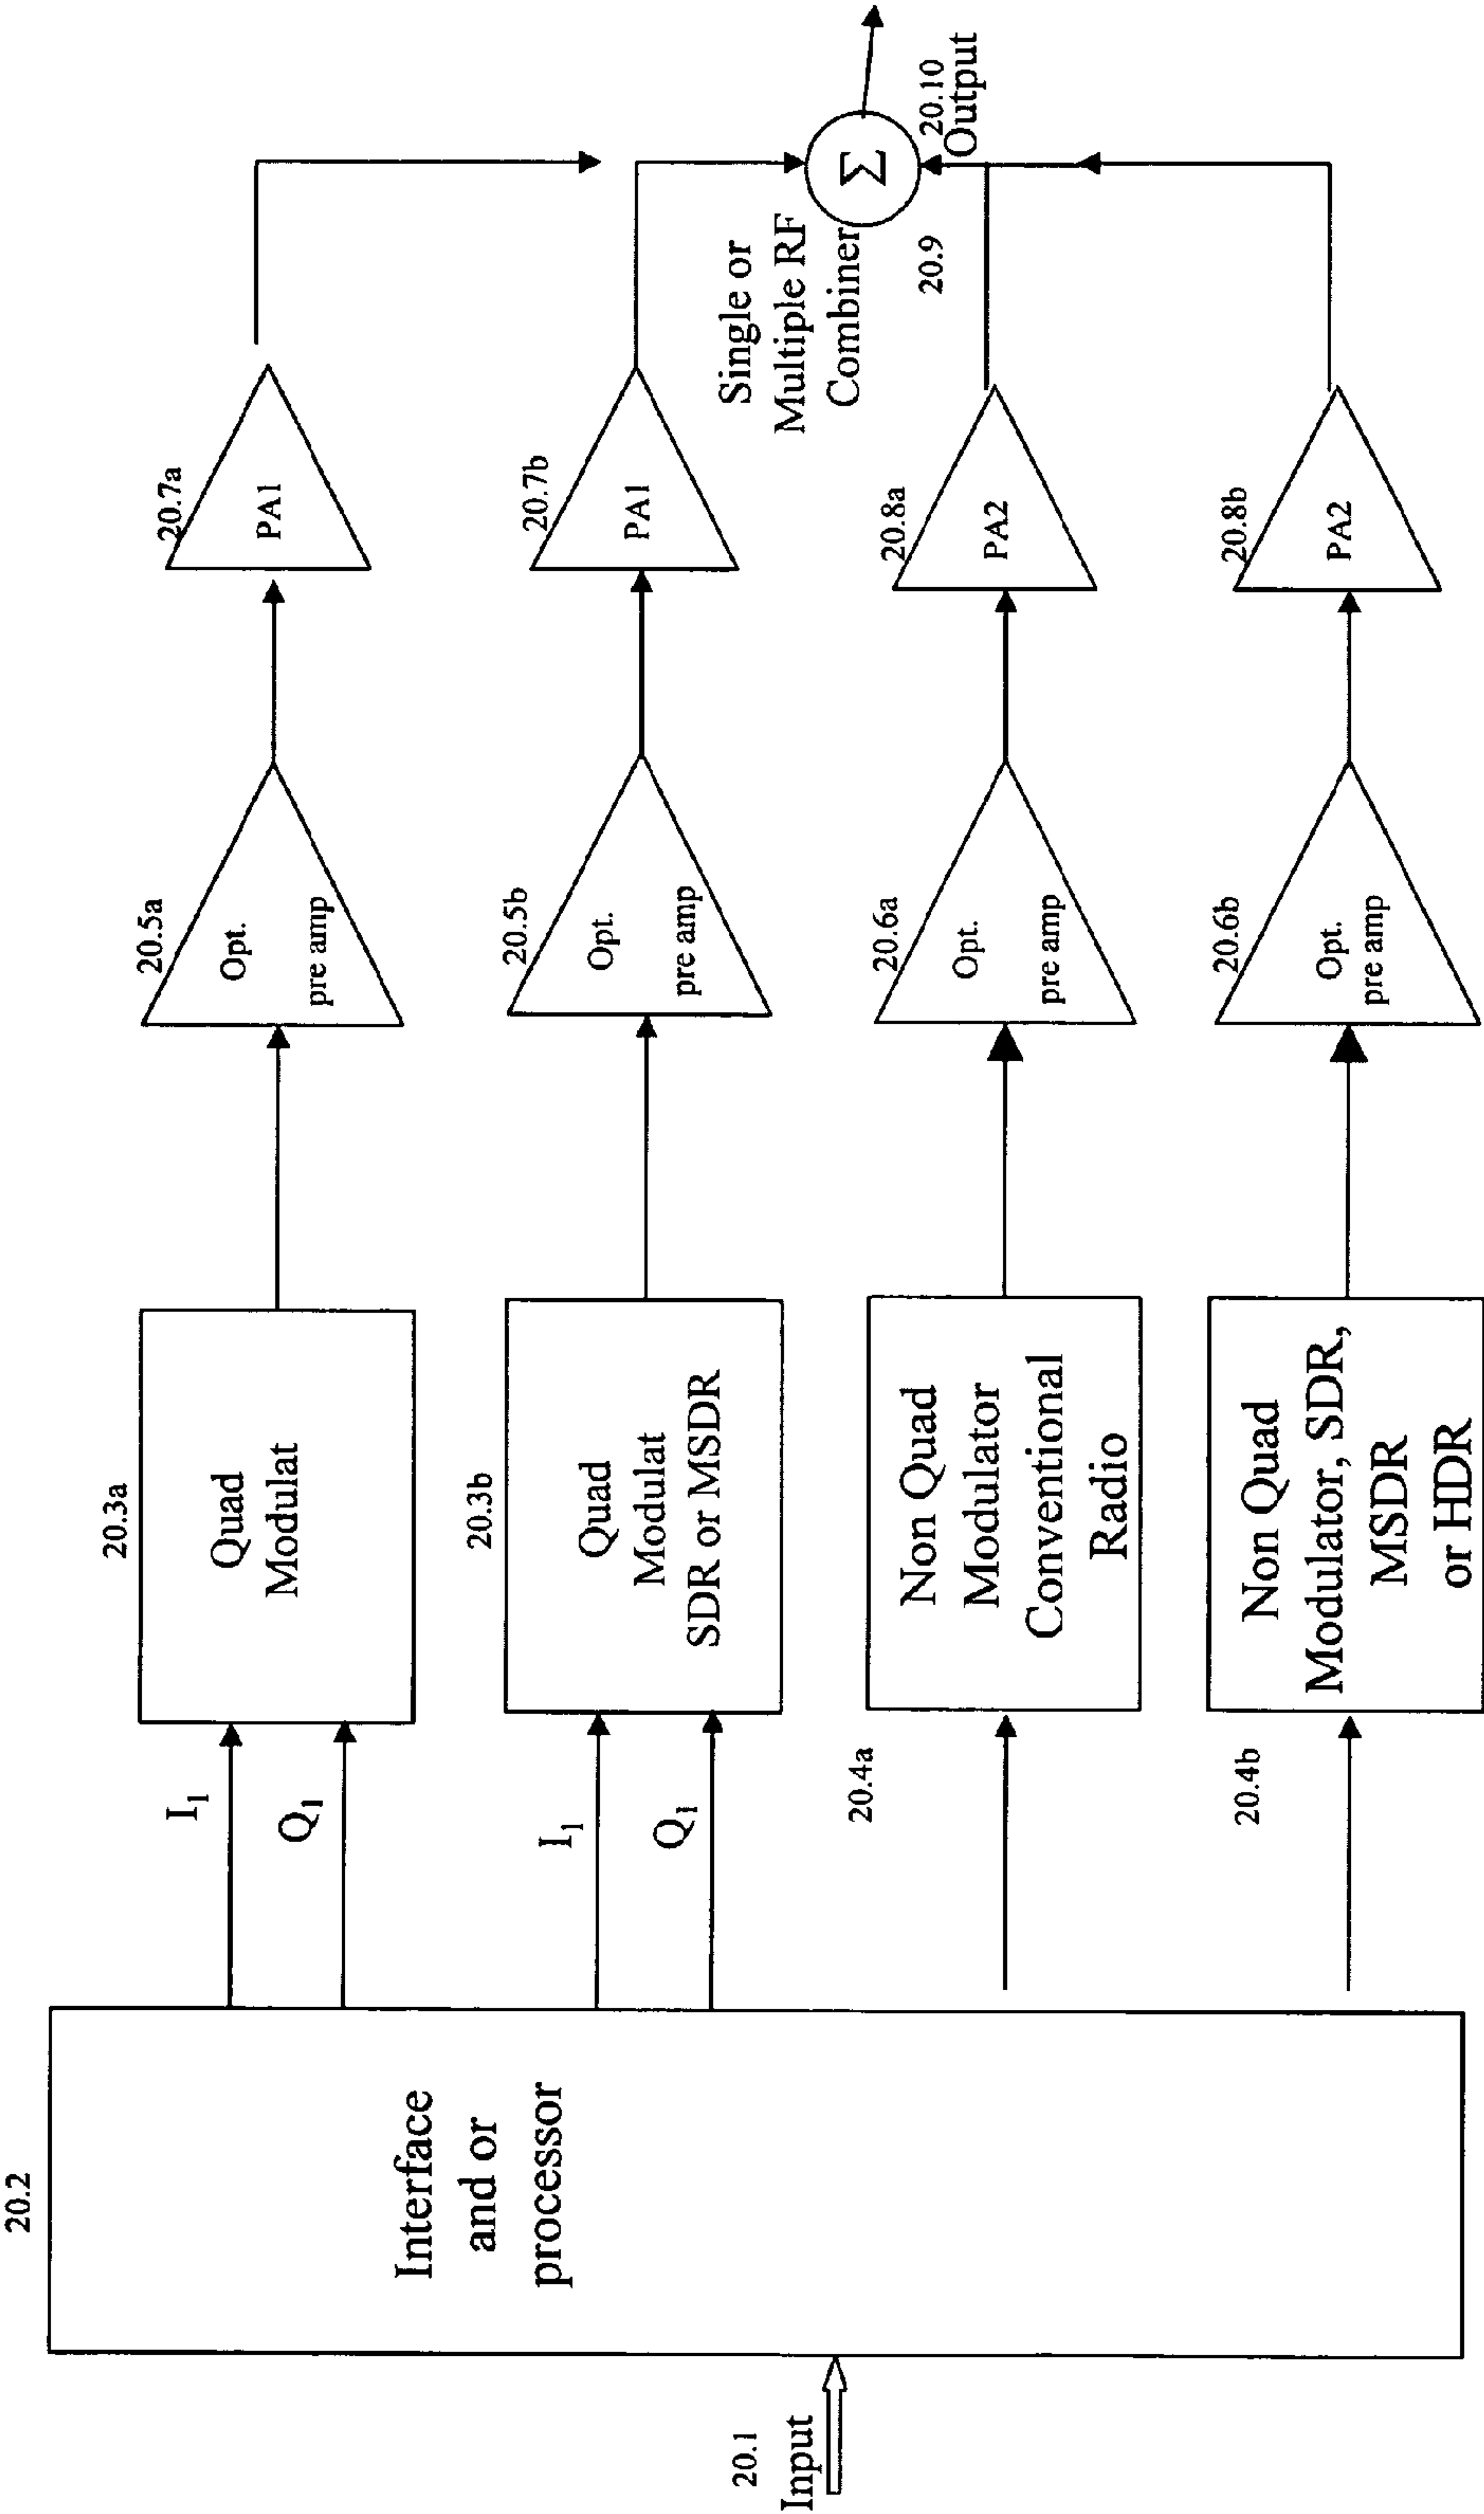 20.1
Input
20.2
Interface
and or
processor
I1
Q1
20.3a
Quad
Modulat
20.5a
Opt.
pre amp
20.7a
PA1
I1
Q1
20.3b
Quad
Modulat
SDR or MSDR
20.5b
Opt.
pre amp
20.7b
PA1
Single or
Multiple RF
Combiner
Σ
20.9
20.10
Output
20.4a
Non Quad
Modulator
Conventional
Radio
20.6a
Opt.
pre amp
20.8a
PA2
20.4b
Non Quad
Modulator, SDR,
MSDR
or HDR
20.6b
Opt.
pre amp
20.8b
PA2